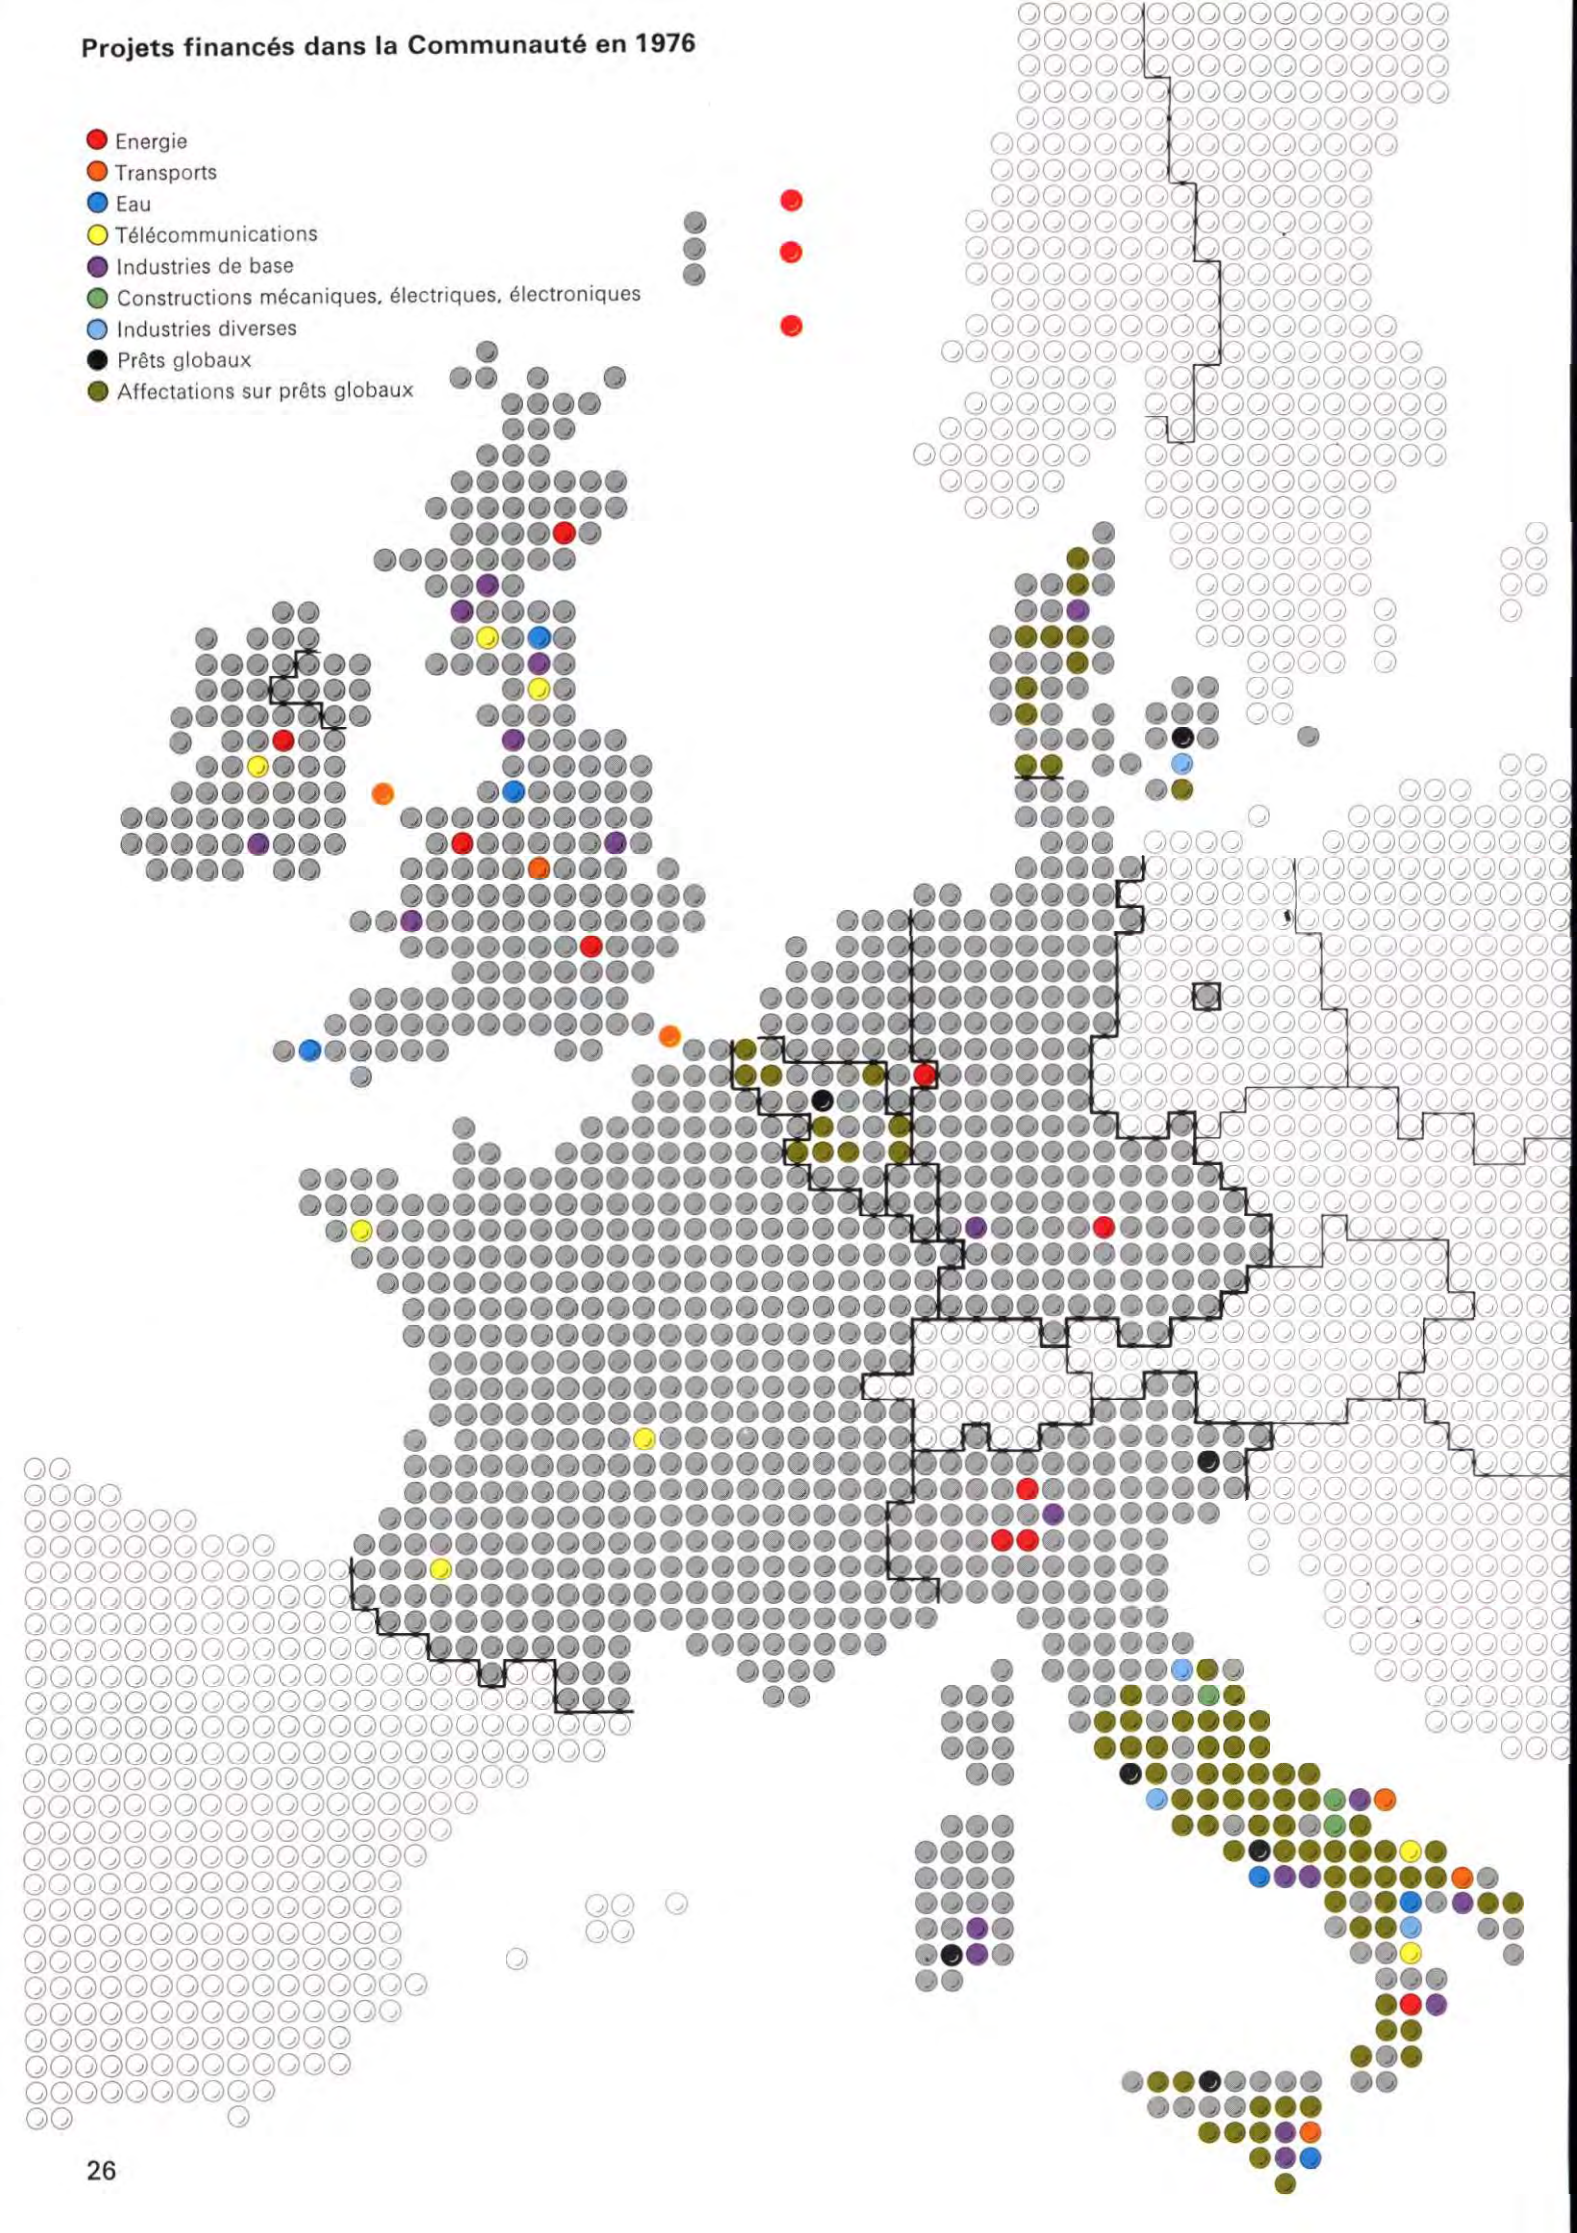 Projets financés dans la Communauté en 1976
Energie
Transports
Eau
Télécommunications
Industries de base
Constructions mécaniques, électriques, électroniques
Industries diverses
Prêts globaux
Affectations sur prêts globaux
26